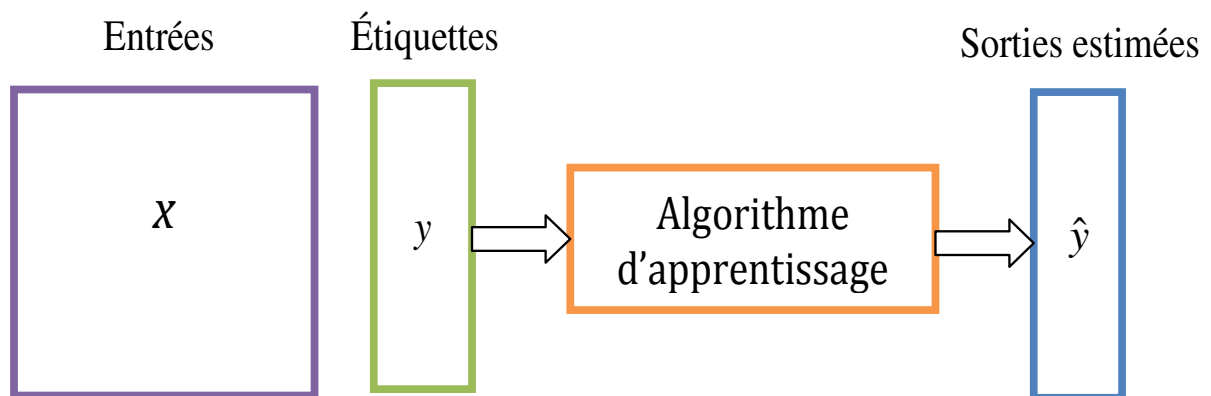 Entrées
Étiquettes
Sorties estimées
x
y
Algorithme
d'apprentissage
ŷ